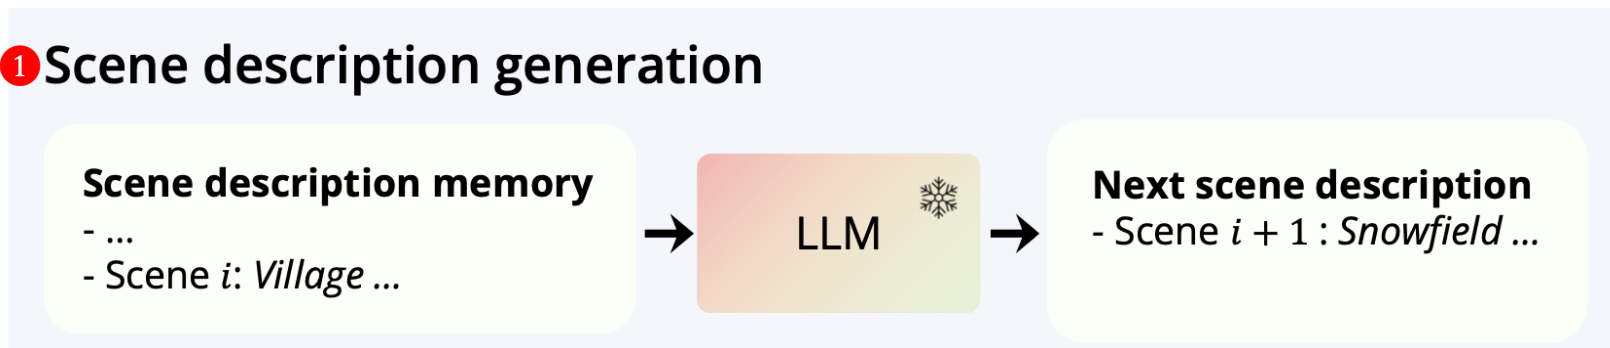 1 Scene description generation
Scene description memory
- ...
- Scene i: Village ...
LLM
Next scene description
- Scene i + 1 : Snowfield ...